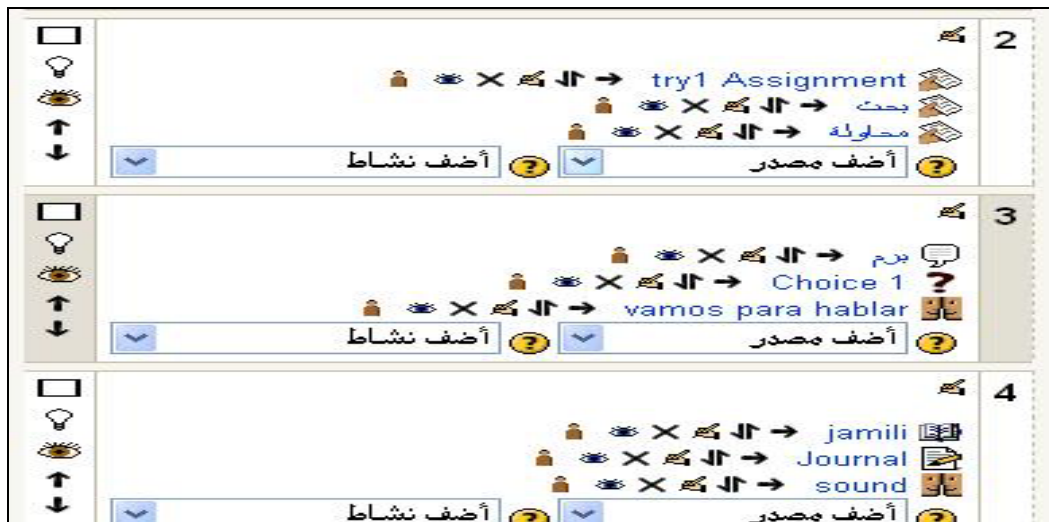 2
try1 Assignment
بحث
محاولة
أضف مصدر أضف نشاط
3
برم
Choice 1
vamos para hablar
أضف مصدر أضف نشاط
4
jamili
Journal
sound
أضف مصدر أضف نشاط